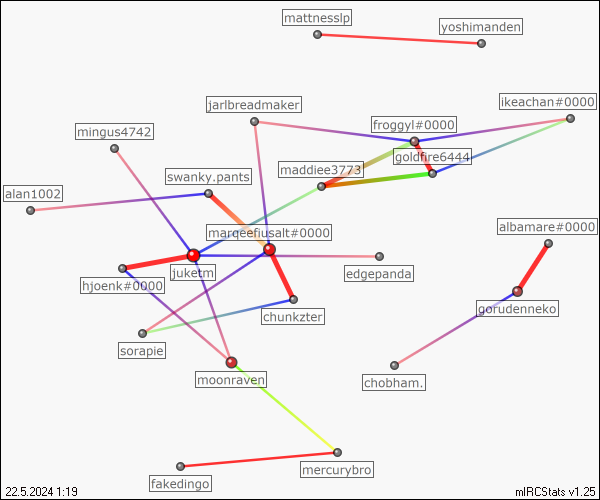 mattnesslp
yoshimanden
ikeachan#0000
jarlbreadmaker
froggyl#0000
mingus4742
goldfire6444
maddiee3773
swanky.pants
alan1002
albamare#0000
marqeefusalt#0000
juketm
edgepanda
hjoenk#0000
gorudenneko
chunkzter
sorapie
moonraven
chobham.
mercurybro
fakedingo
22.5.2024 1:19
mIRCStats v1.25